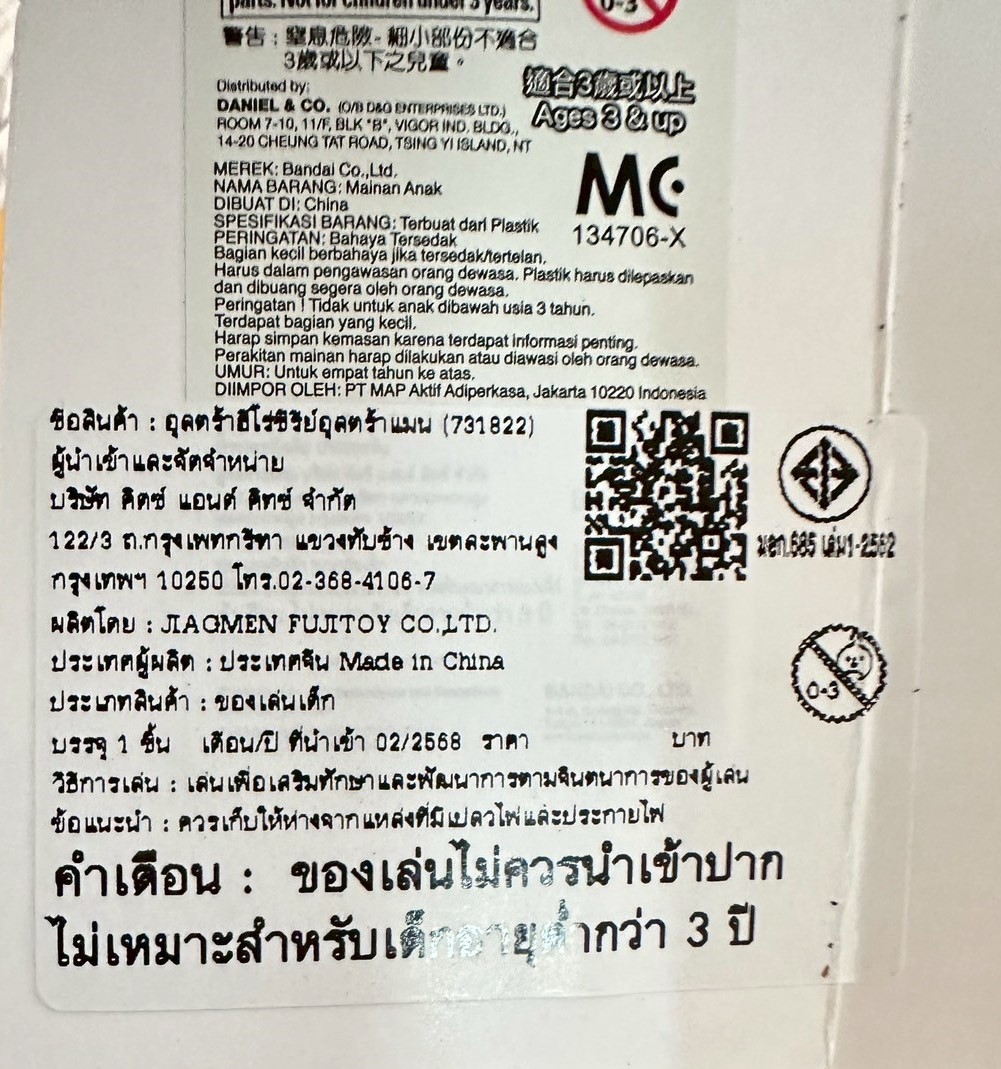 parts. Not for children under 3 years.
0-3
警告：窒息危險 - 細小部份不適合
3歲或以下之兒童。
適合3歲或以上
Ages 3 & up
Distributed by:
DANIEL & CO. (O/B D&G ENTERPRISES LTD.)
ROOM 7-10, 11/F, BLK "B", VIGOR IND. BLDG.,
14-20 CHEUNG TAT ROAD, TSING YI ISLAND, NT
MC
134706-X
MEREK: Bandai Co.,Ltd.
NAMA BARANG: Mainan Anak
DIBUAT DI: China
SPESIFIKASI BARANG: Terbuat dari Plastik
PERINGATAN: Bahaya Tersedak
Bagian kecil berbahaya jika tersedak/tertelan.
Harus dalam pengawasan orang dewasa. Plastik harus dilepaskan
dan dibuang segera oleh orang dewasa.
Peringatan ! Tidak untuk anak dibawah usia 3 tahun.
Terdapat bagian yang kecil.
Harap simpan kemasan karena terdapat informasi penting.
Perakitan mainan harap dilakukan atau diawasi oleh orang dewasa.
UMUR: Untuk empat tahun ke atas.
DIIMPOR OLEH: PT MAP Aktif Adiperkasa, Jakarta 10220 Indonesia
ชื่อสินค้า : อุลตร้าฮีโร่ซีรีย์อุลตร้าแมน (731822)
ผู้นำเข้าและจัดจำหน่าย
บริษัท คิตซ์ แอนด์ คิทซ์ จำกัด
122/3 ถ.กรุงเทพกรีฑา แขวงทับช้าง เขตสะพานสูง
กรุงเทพฯ 10250 โทร.02-368-4106-7
มอก.685 เล่ม1-2562
ผลิตโดย : JIAGMEN FUJITOY CO.,LTD.
ประเทศผู้ผลิต : ประเทศจีน Made in China
0-3
ประเภทสินค้า : ของเล่นเด็ก
บรรจุ 1 ชิ้น เดือน/ปี ที่นำเข้า 02/2568 ราคา บาท
วิธีการเล่น : เล่นเพื่อเสริมทักษาและพัฒนาการตามจินตนาการของผู้เล่น
ข้อแนะนำ : ควรเก็บให้ห่างจากแหล่งที่มีเปลวไฟและประกายไฟ
คำเตือน : ของเล่นไม่ควรนำเข้าปาก
ไม่เหมาะสำหรับเด็กอายุต่ำกว่า 3 ปี